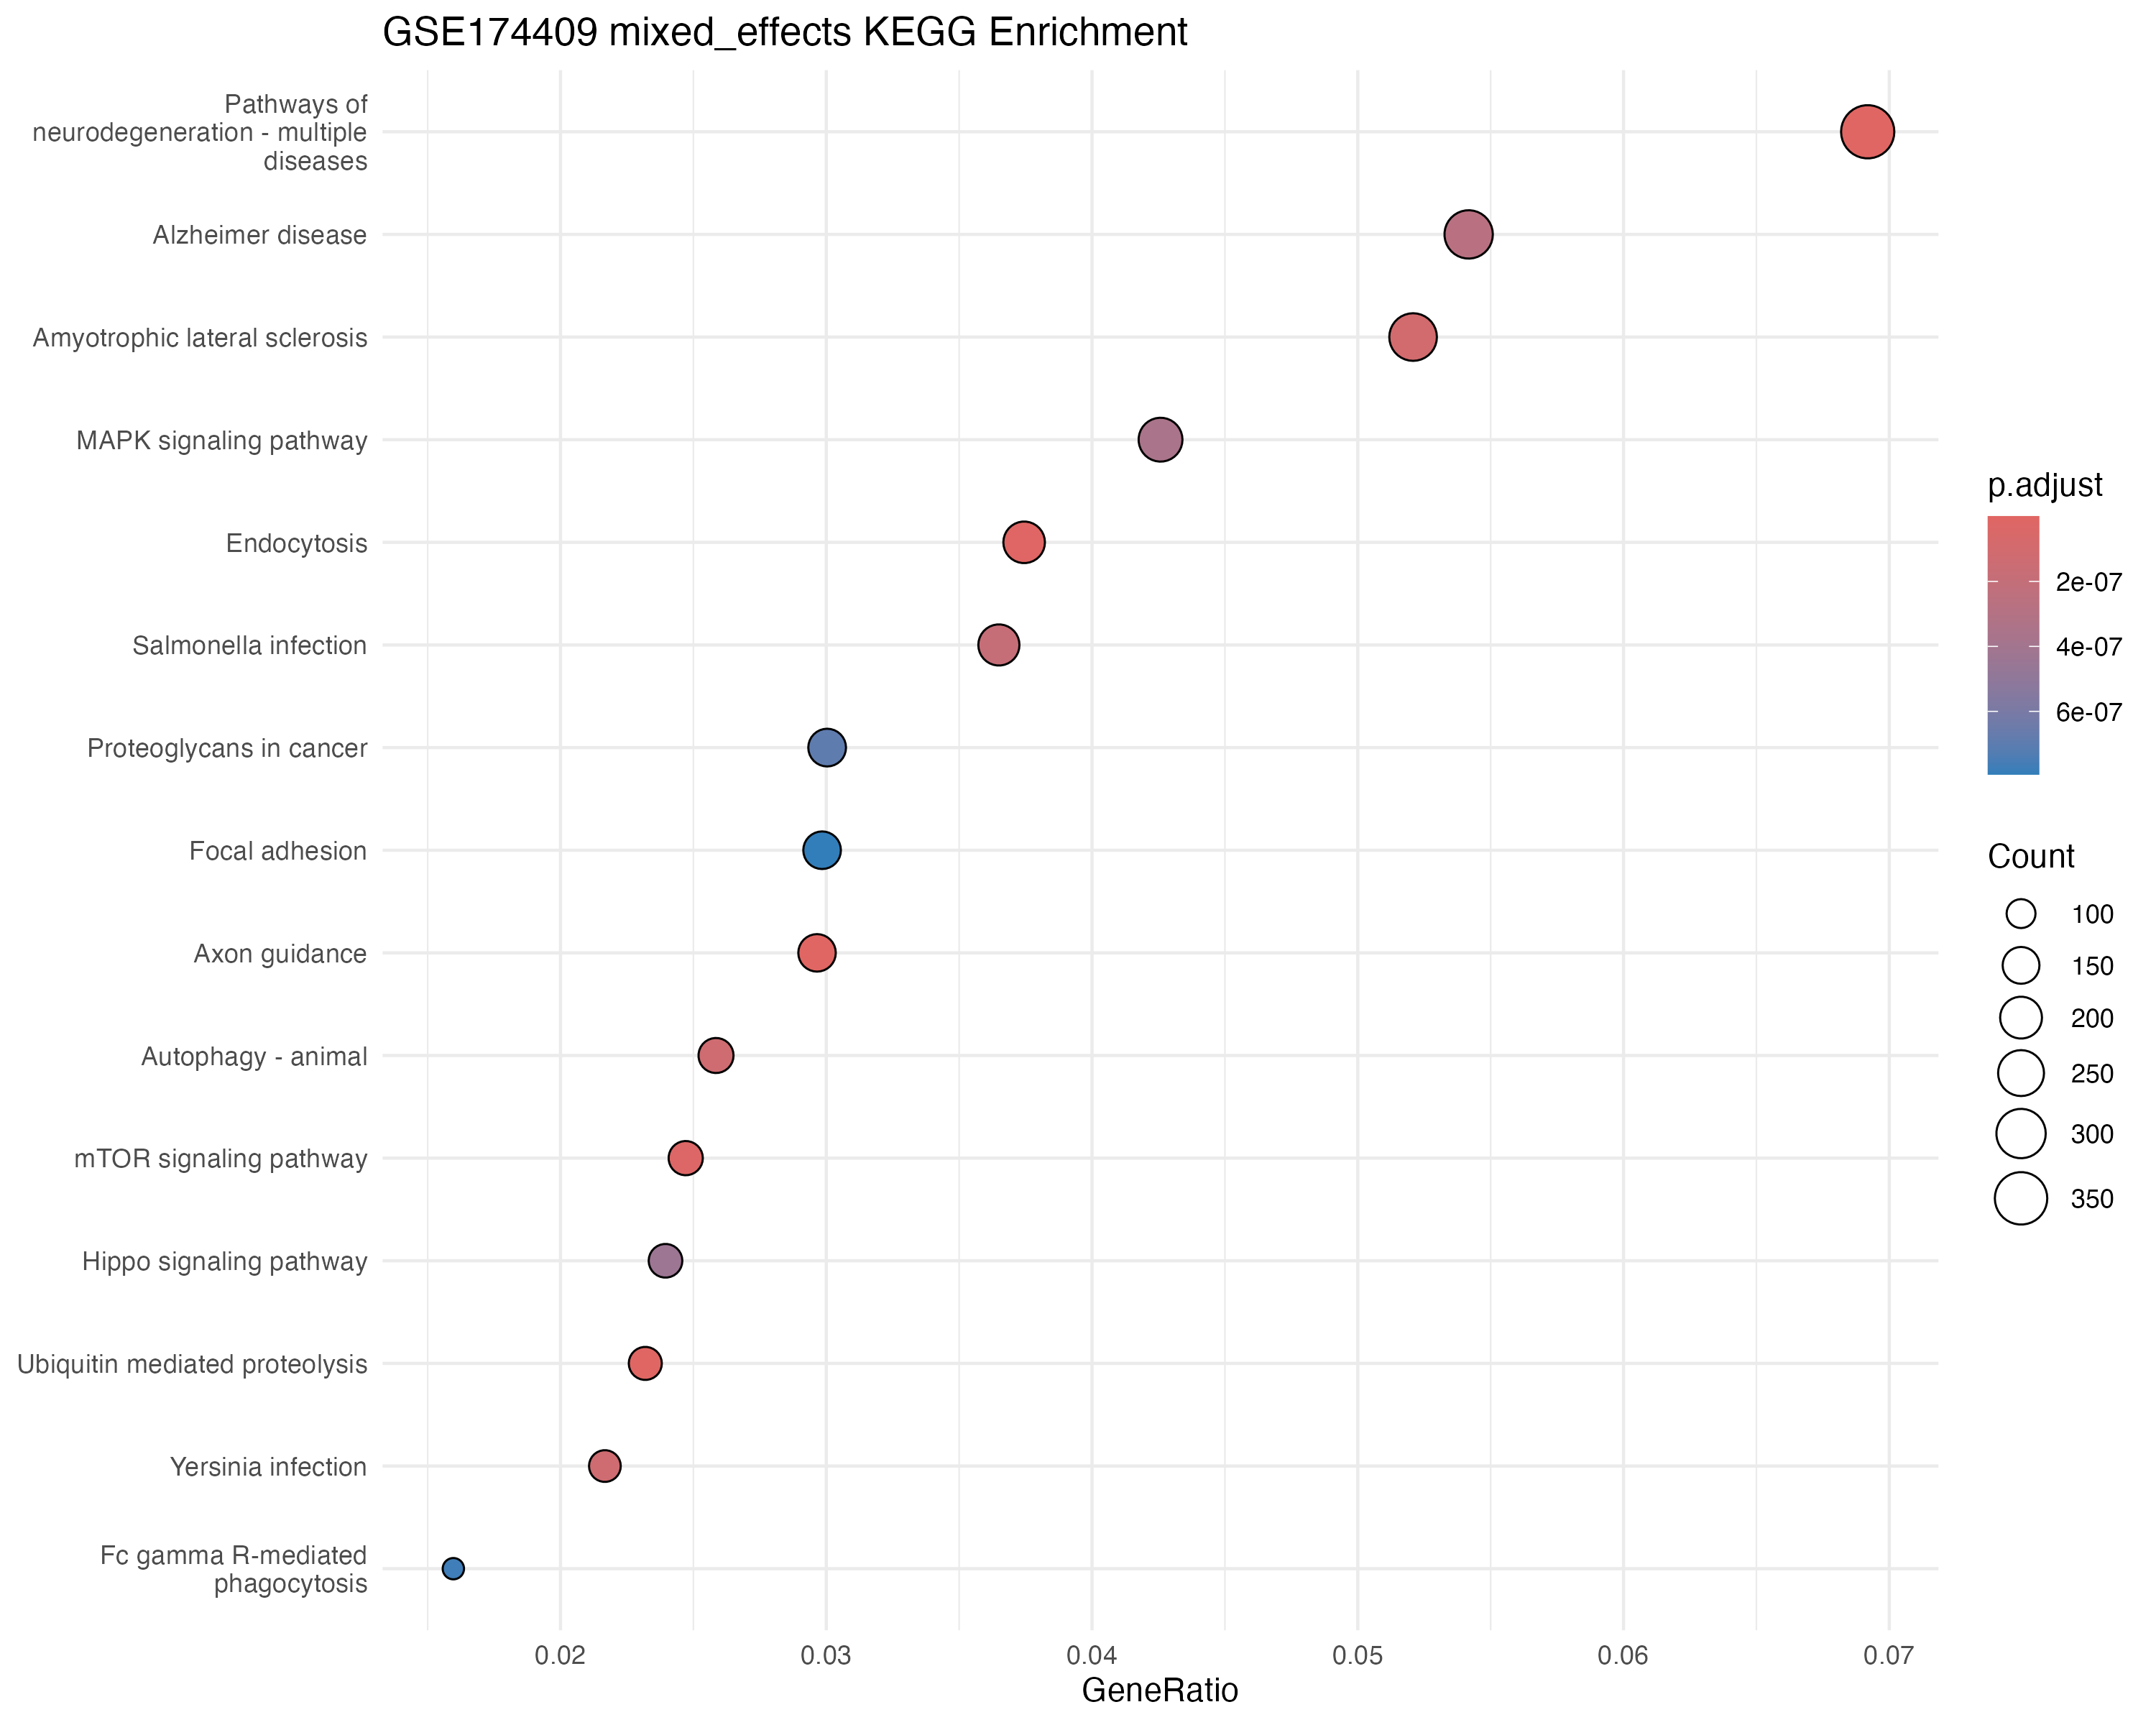 GSE174409 mixed_effects KEGG Enrichment
Pathways of
neurodegeneration - multiple
diseases
Alzheimer disease
Amyotrophic lateral sclerosis
MAPK signaling pathway
Endocytosis
Salmonella infection
Proteoglycans in cancer
Focal adhesion
Axon guidance
Autophagy - animal
mTOR signaling pathway
Hippo signaling pathway
Ubiquitin mediated proteolysis
Yersinia infection
Fc gamma R-mediated
phagocytosis
0.02
0.03
0.04
0.05
0.06
0.07
GeneRatio
p.adjust
2e-07
4e-07
6e-07
Count
100
150
200
250
300
350